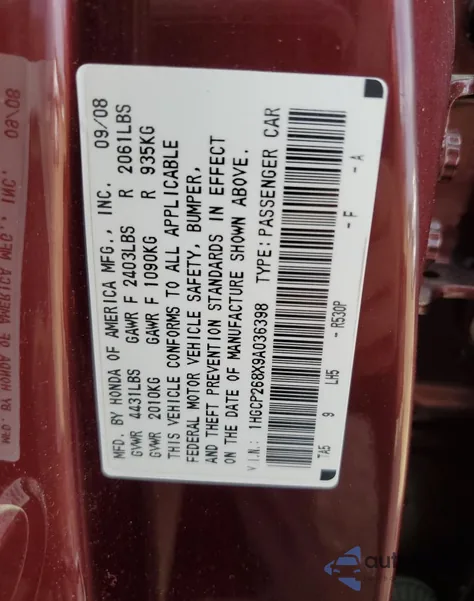 MFD. BY HONDA OF AMERICA MFG., INC. 09/08
GVWR 4431LBS GAWR F 2403LBS R 2061LBS
GVWR 2010KG GAWR F 1090KG R 935KG
THIS VEHICLE CONFORMS TO ALL APPLICABLE
FEDERAL MOTOR VEHICLE SAFETY, BUMPER,
AND THEFT PREVENTION STANDARDS IN EFFECT
ON THE DATE OF MANUFACTURE SHOWN ABOVE.
V.I.N.: 1HGCP268X9A036398 TYPE: PASSENGER CAR
TA5 9 LH5 - R530P - F - A